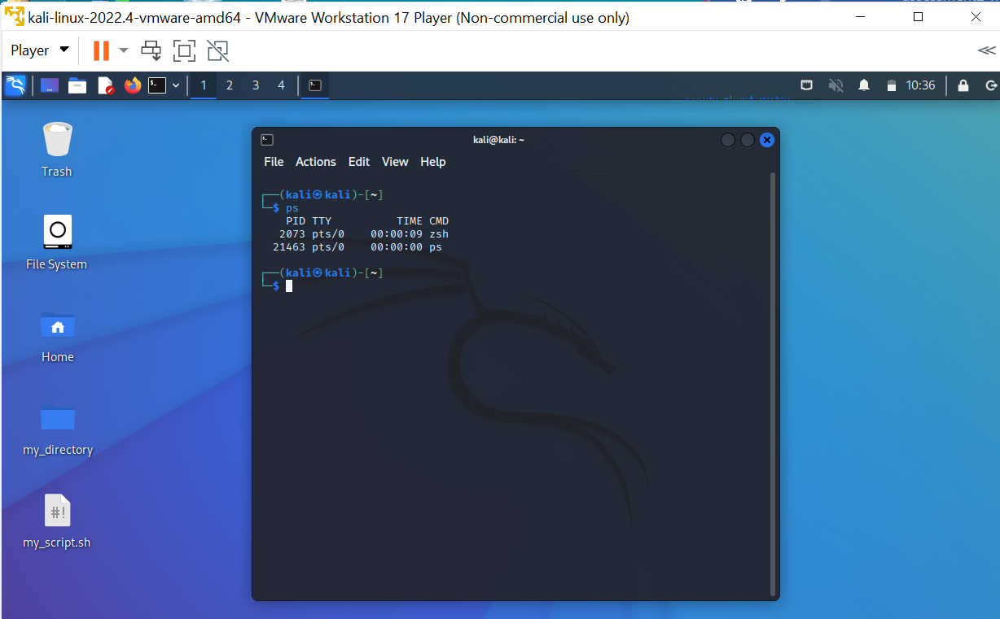 kali-linux-2022.4-vmware-amd64 - VMware Workstation 17 Player (Non-commercial use only)
Player
1 2 3 4 10:36
Trash
File System
Home
my_directory
#!
my_script.sh
kali@kali: ~
File Actions Edit View Help
┌──(kali㉿kali)-[~]
└─$ ps
PID TTY TIME CMD
2073 pts/0 00:00:09 zsh
21463 pts/0 00:00:00 ps
┌──(kali㉿kali)-[~]
└─$